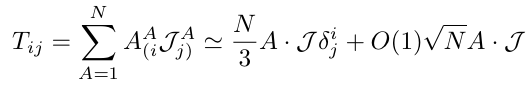 $T_{ij} = \sum_{A=1}^{N} A^A_{(i} \mathcal{J}^A_{j)} \simeq \frac{N}{3} A \cdot \mathcal{J} \delta^i_j + O(1) \sqrt{N} A \cdot \mathcal{J}$